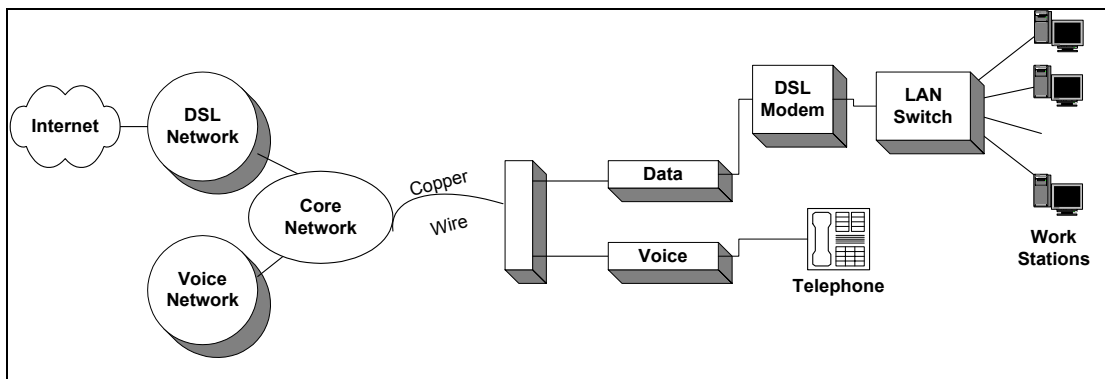 Internet
DSL
Network
Voice
Network
Core
Network
Copper
Wire
Data
Voice
DSL
Modem
LAN
Switch
Telephone
Work
Stations